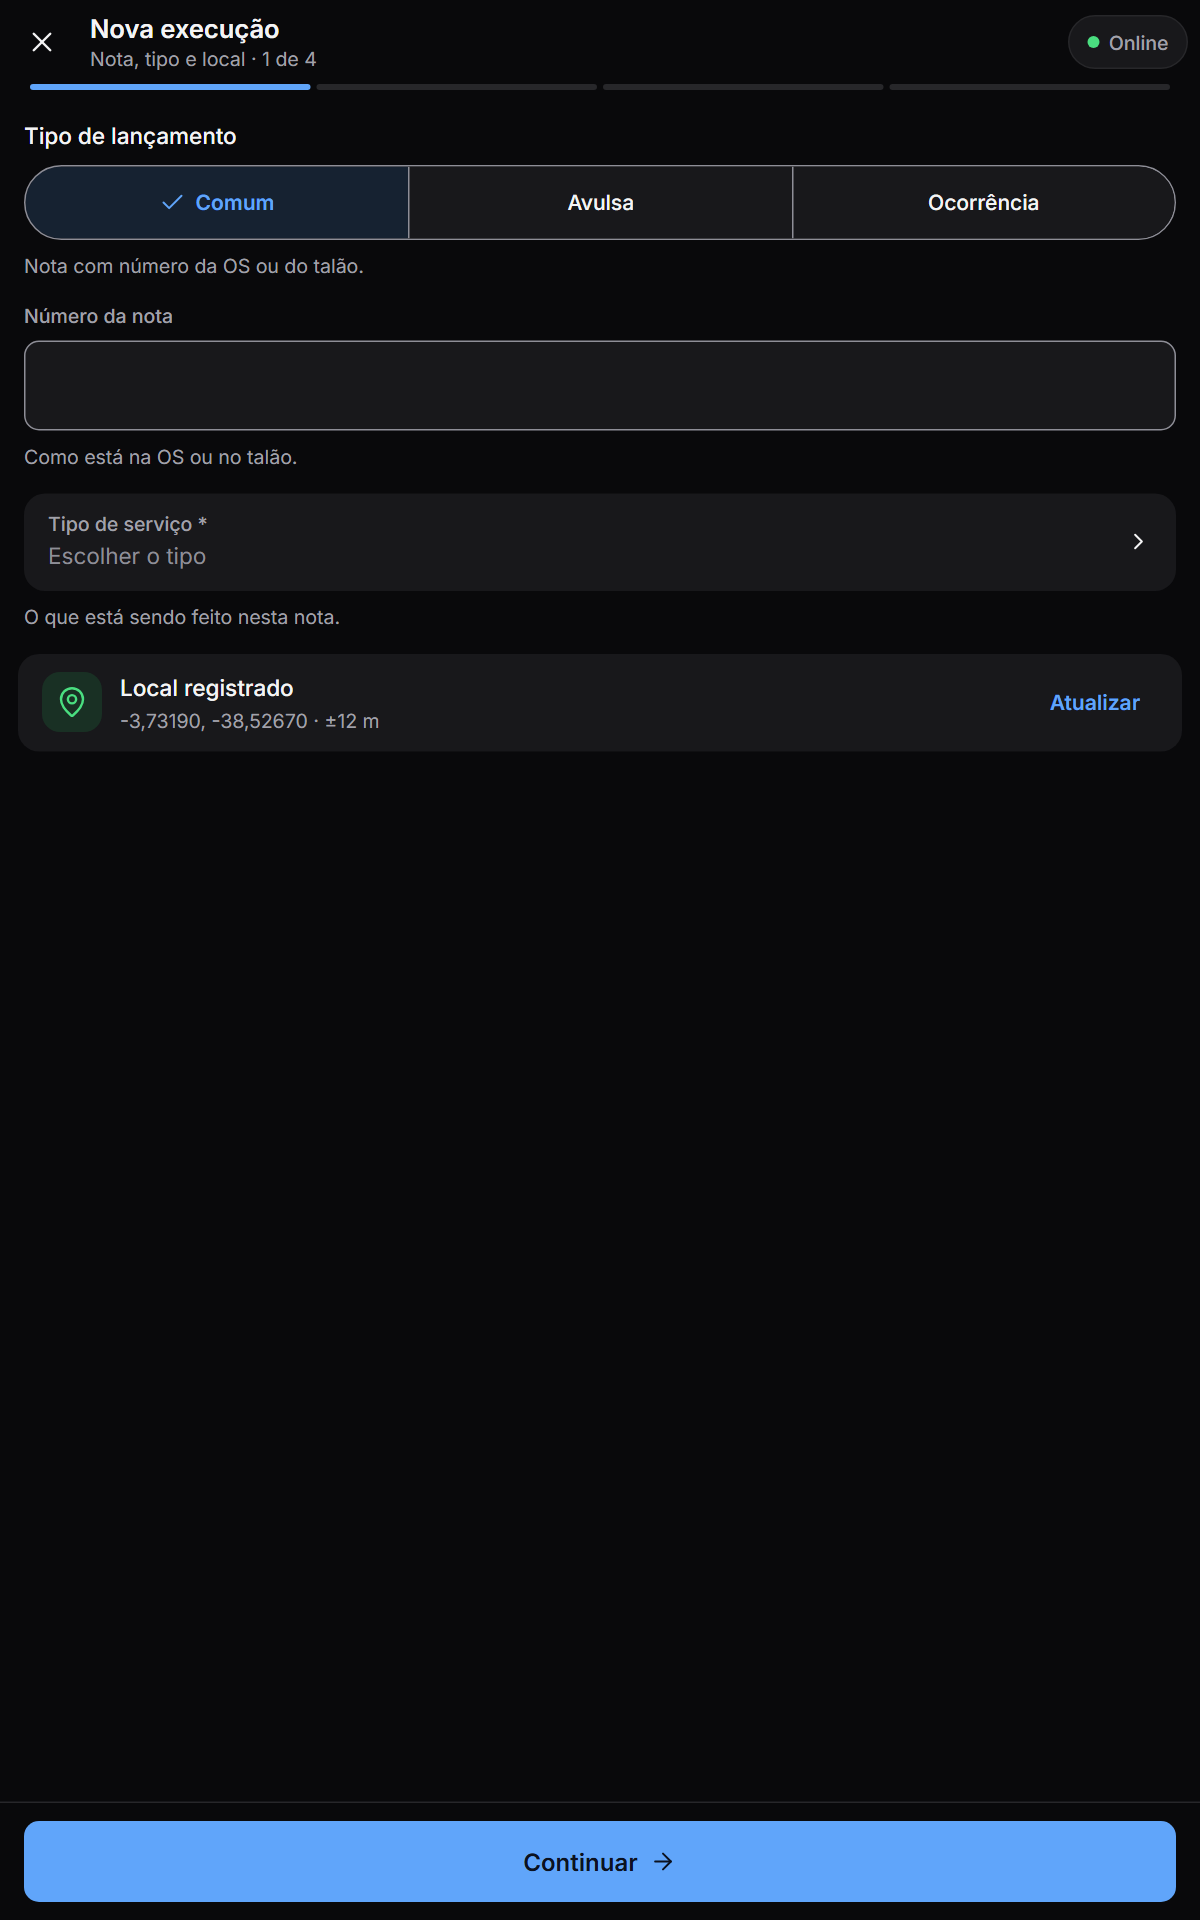 Nova execução
Nota, tipo e local · 1 de 4
Online
Tipo de lançamento
Comum
Avulsa
Ocorrência
Nota com número da OS ou do talão.
Número da nota
Como está na OS ou no talão.
Tipo de serviço *
Escolher o tipo
O que está sendo feito nesta nota.
Local registrado
-3,73190, -38,52670 · ±12 m
Atualizar
Continuar